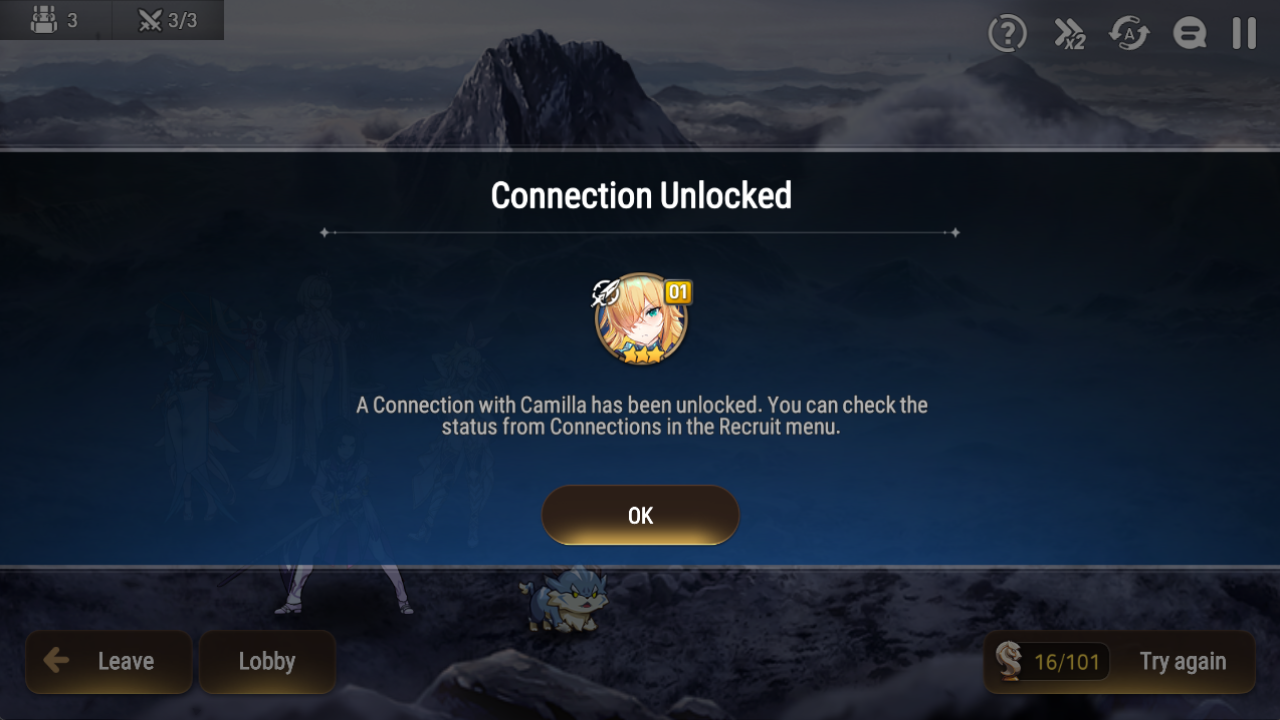 3
3/3
x2
A
Connection Unlocked
01
A Connection with Camilla has been unlocked. You can check the
status from Connections in the Recruit menu.
OK
Leave
Lobby
16/101
Try again